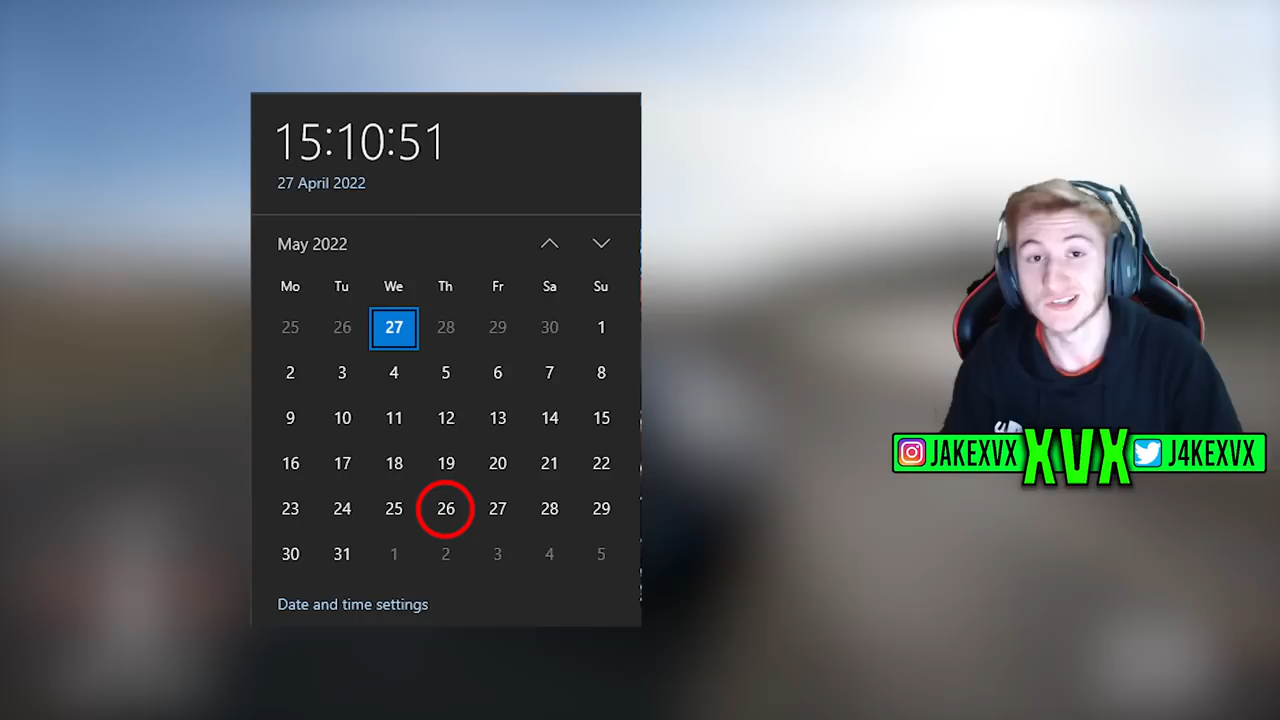 15:10:51
27 April 2022
May 2022
Mo Tu We Th Fr Sa Su
25 26 27 28 29 30 1
2 3 4 5 6 7 8
9 10 11 12 13 14 15
16 17 18 19 20 21 22
23 24 25 26 27 28 29
30 31 1 2 3 4 5
Date and time settings
JAKEXVX XVX J4KEXVX